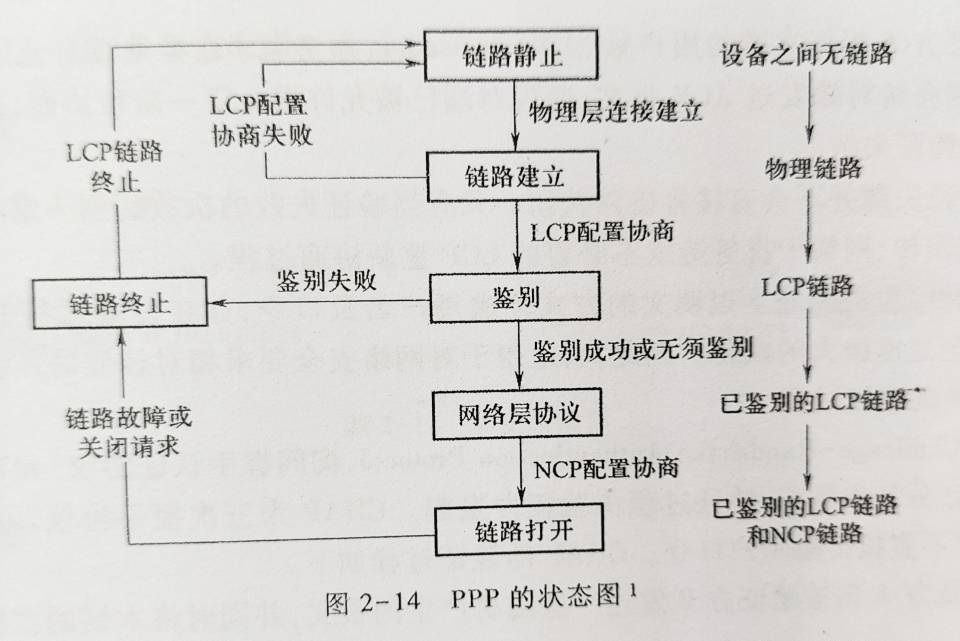 链路静止
设备之间无链路
LCP配置
协商失败
物理层连接建立
LCP链路
终止
链路建立
物理链路
LCP配置协商
鉴别失败
链路终止
鉴别
LCP链路
鉴别成功或无须鉴别
链路故障或
关闭请求
网络层协议
已鉴别的LCP链路
NCP配置协商
链路打开
已鉴别的LCP链路
和NCP链路
图 2-14 PPP 的状态图 1